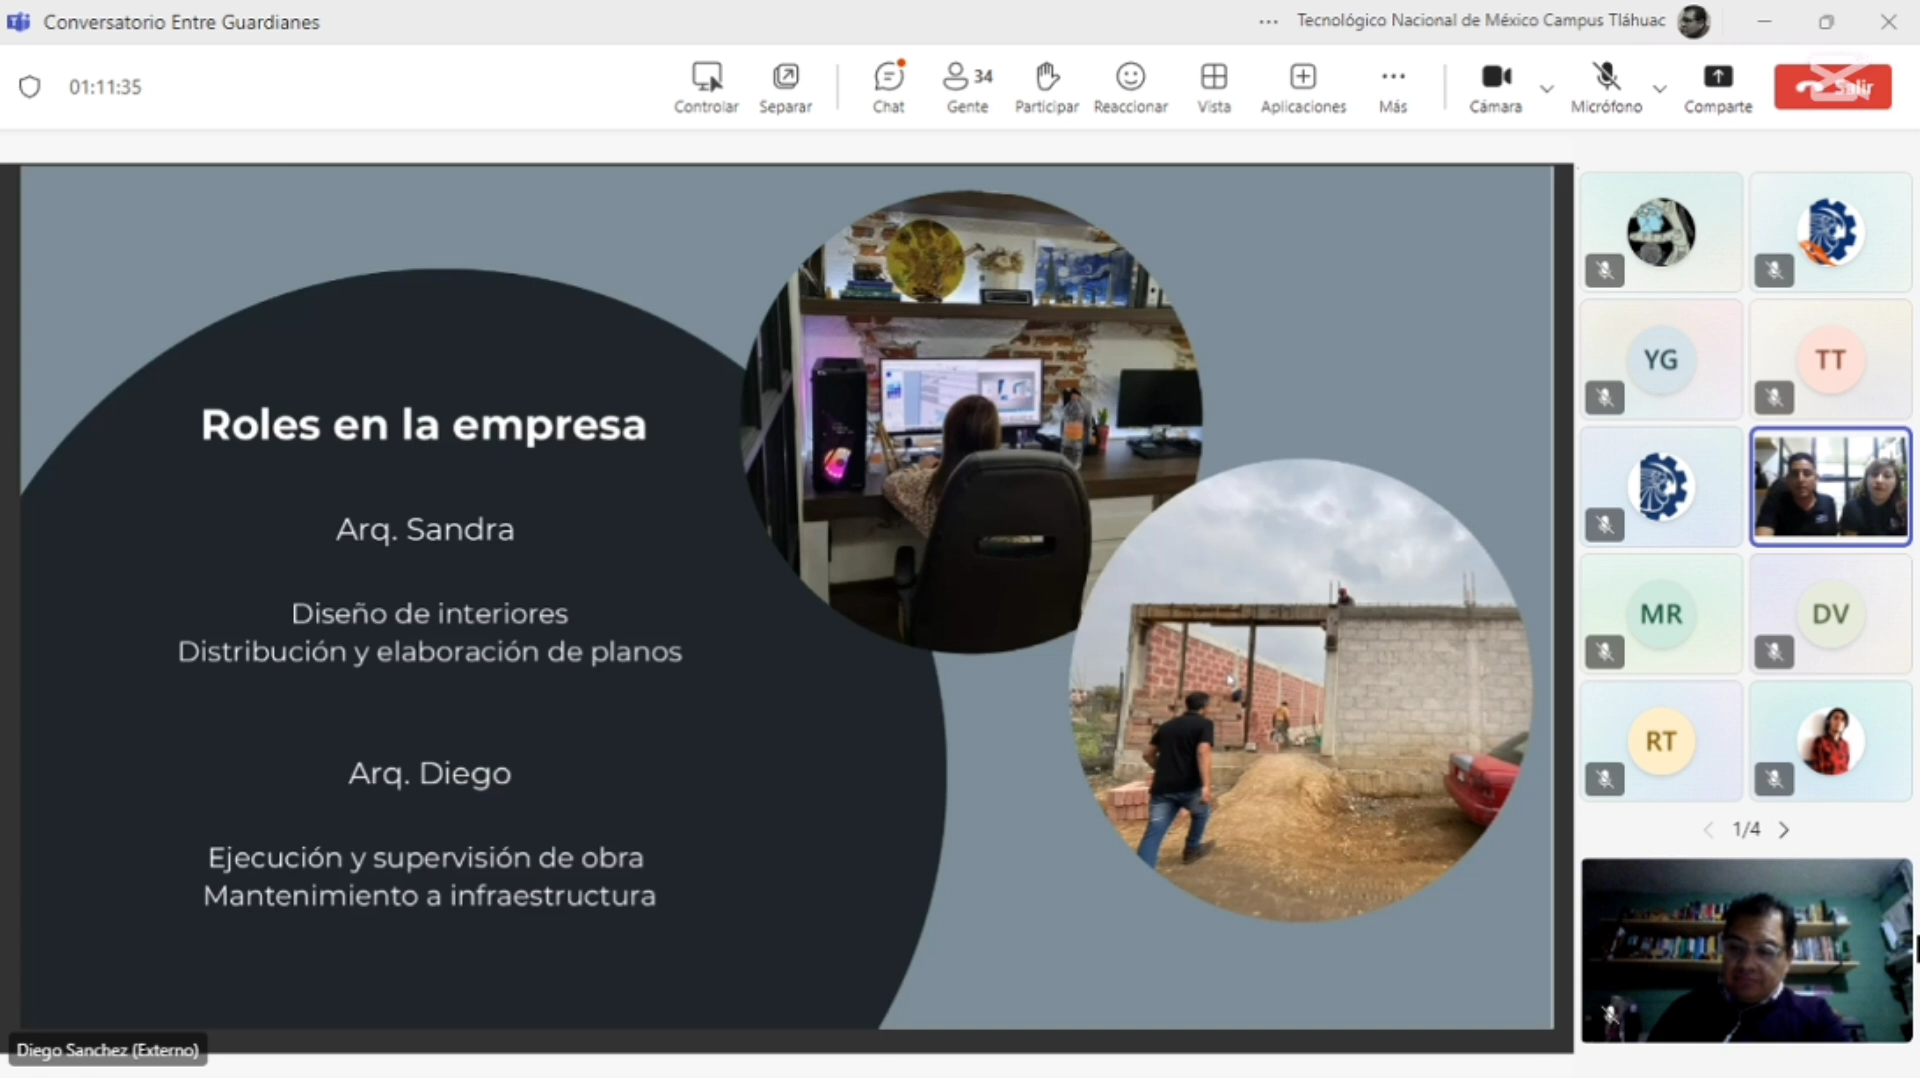 Conversatorio Entre Guardianes
Tecnológico Nacional de México Campus Tláhuac
01:11:35
Controlar
Separar
Chat
34
Gente
Participar
Reaccionar
Vista
Aplicaciones
Más
Cámara
Micrófono
Comparte
Salir
Roles en la empresa
Arq. Sandra
Diseño de interiores
Distribución y elaboración de planos
Arq. Diego
Ejecución y supervisión de obra
Mantenimiento a infraestructura
YG
TT
MR
DV
RT
1/4
Diego Sanchez (Externo)